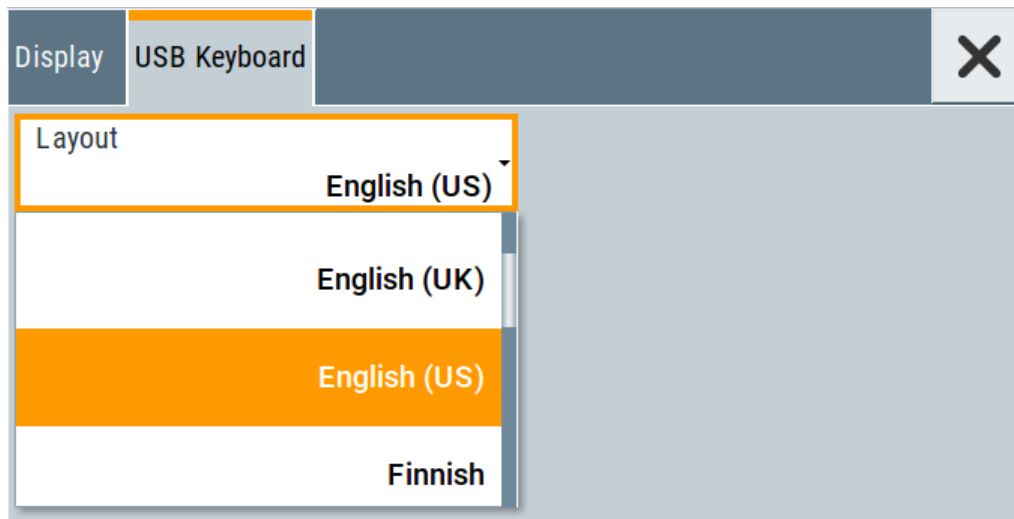 Display USB Keyboard
Layout
English (US)
English (UK)
English (US)
Finnish